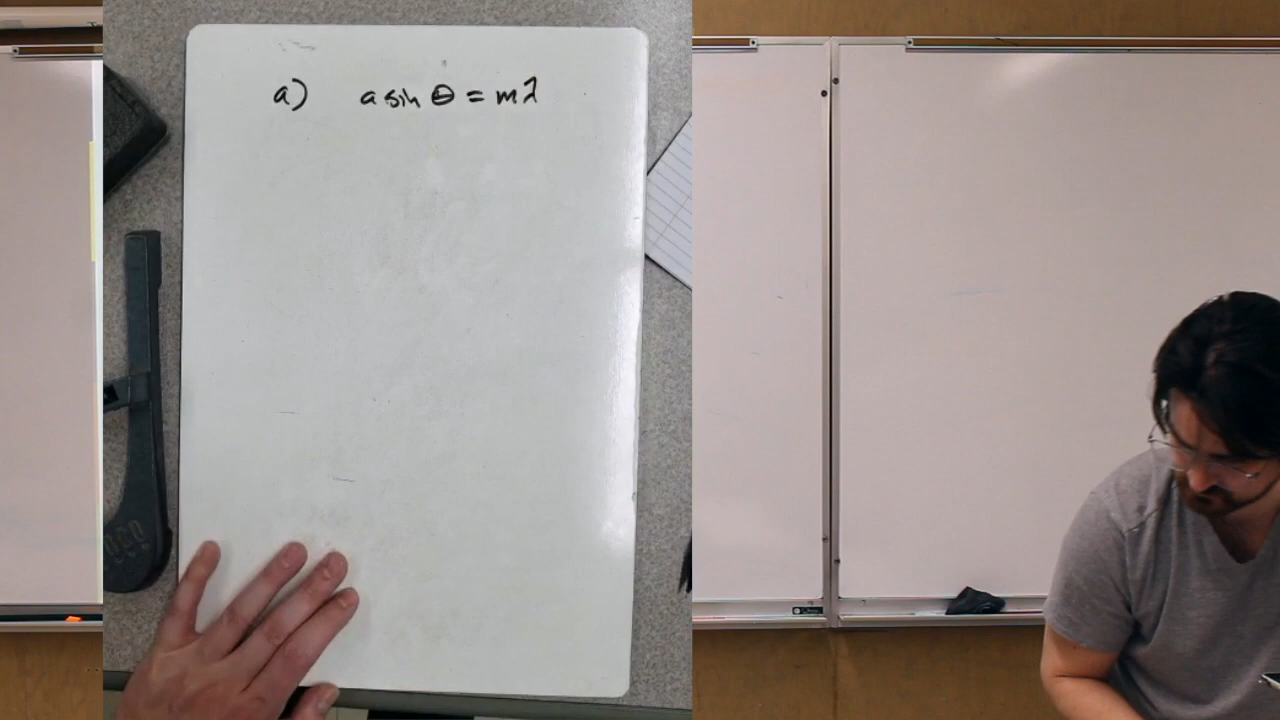 a) a sin θ = mλ